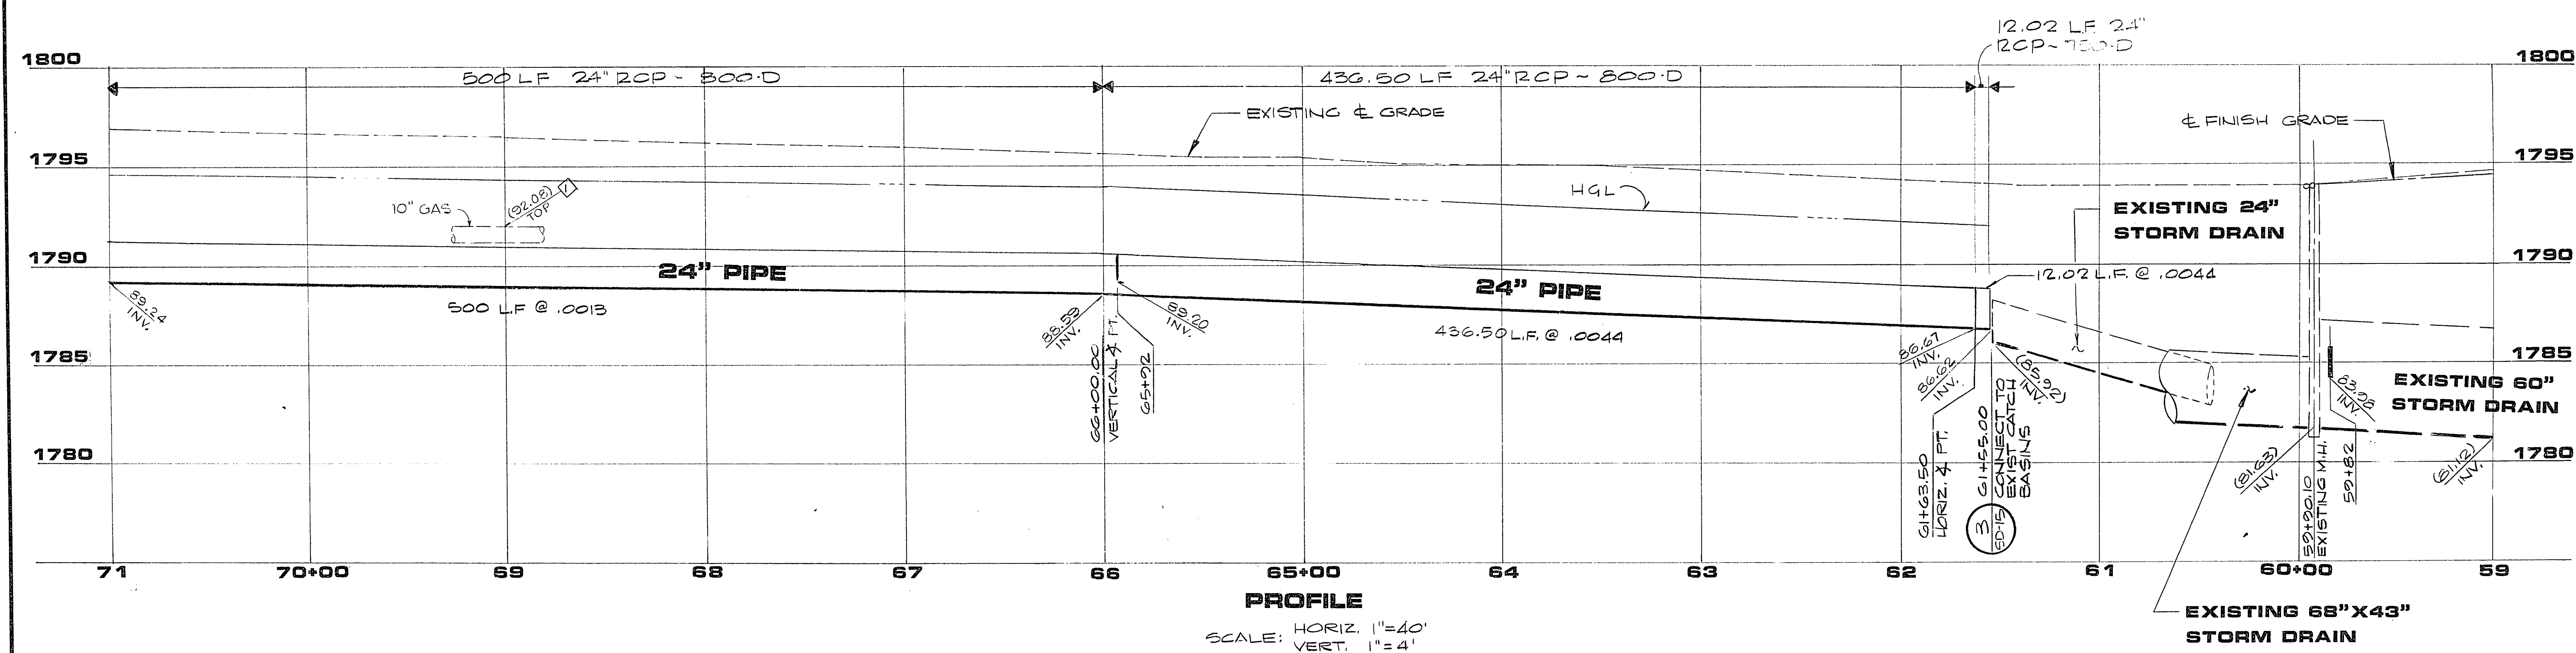 12.02 L.F. 24"
RCP ~ 750-D
1800
500 LF 24" RCP ~ 800-D
436.50 LF 24" RCP ~ 800-D
1800
EXISTING ℄ GRADE
℄ FINISH GRADE
1795
1795
HGL
10" GAS
(92.08)
TOP
1
EXISTING 24"
STORM DRAIN
1790
1790
24" PIPE
24" PIPE
12.02 L.F. @ .0044
89.24
INV.
500 L.F @ .0013
88.59
INV.
89.20
INV.
436.50 L.F. @ .0044
1785
1785
86.67
INV.
86.62
INV.
(85.92)
INV.
83.98
INV.
EXISTING 60"
STORM DRAIN
66+00.00
VERTICAL ∡ PT.
65+92
1780
1780
61+63.50
HORIZ. ∡ PT.
3
SD-15
61+55.00
CONNECT TO
EXIST CATCH
BASINS
(81.63)
INV.
59+90.10
EXISTING M.H.
59+82
(81.12)
INV.
71
70+00
69
68
67
66
65+00
64
63
62
61
60+00
59
PROFILE
SCALE: HORIZ. 1"=40'
VERT. 1"=4'
EXISTING 68"X43"
STORM DRAIN